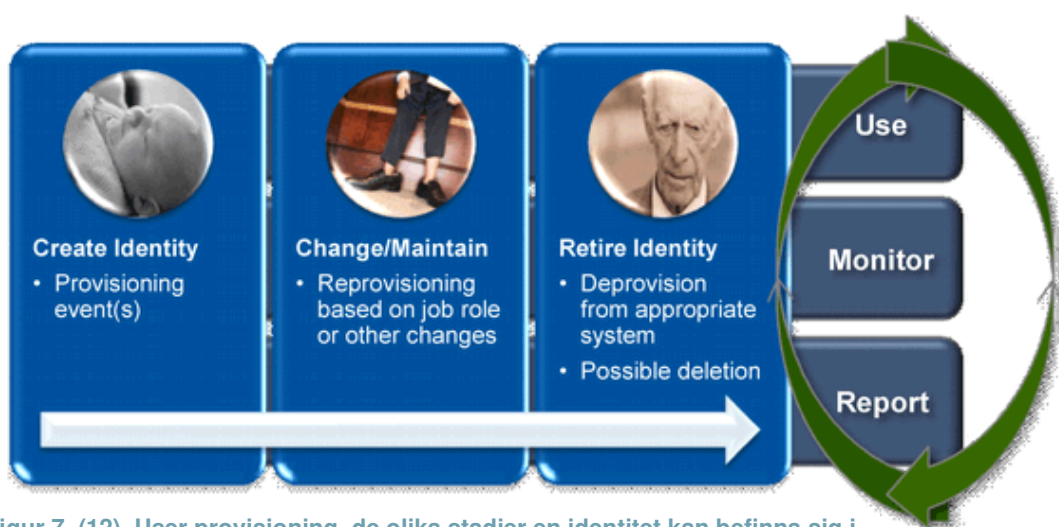 Create Identity
• Provisioning
event(s)
Change/Maintain
• Reprovisioning
based on job role
or other changes
Retire Identity
• Deprovision
from appropriate
system
• Possible deletion
Use
Monitor
Report
igur 7. (12). User provisioning, de olika stadier en identitet kan befinna sig i